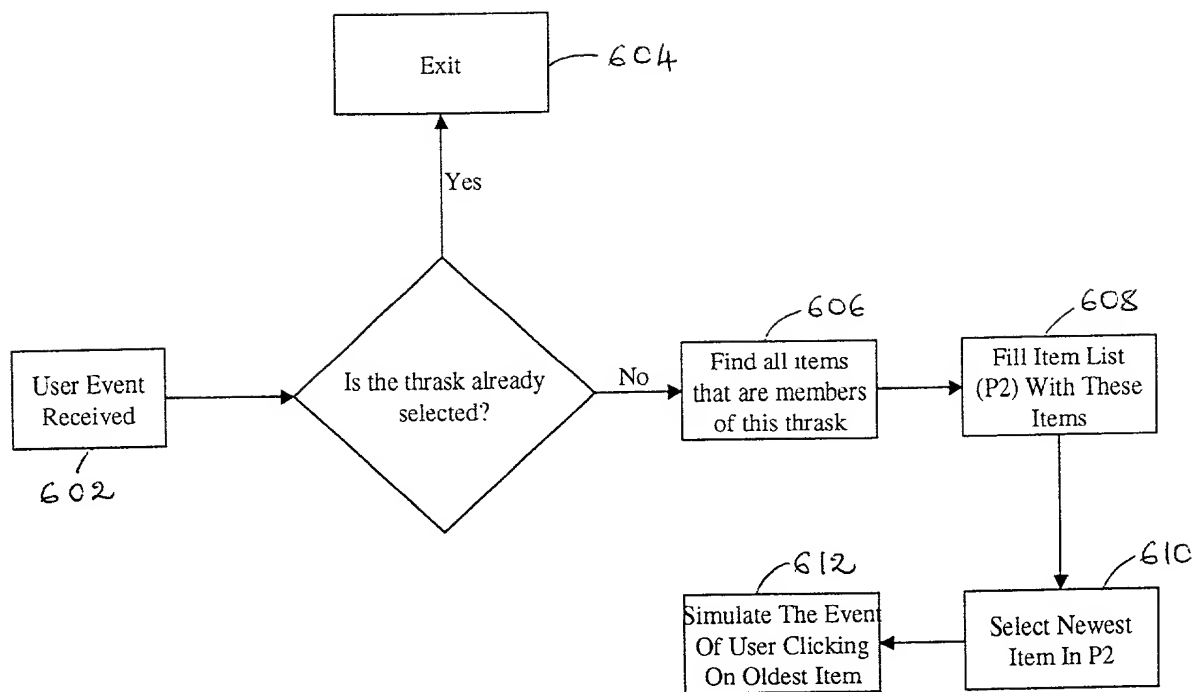 Exit
604
Yes
User Event
Received
602
Is the thrask already
selected?
No
606
Find all items
that are members
of this thrask
608
Fill Item List
(P2) With These
Items
610
Select Newest
Item In P2
612
Simulate The Event
Of User Clicking
On Oldest Item